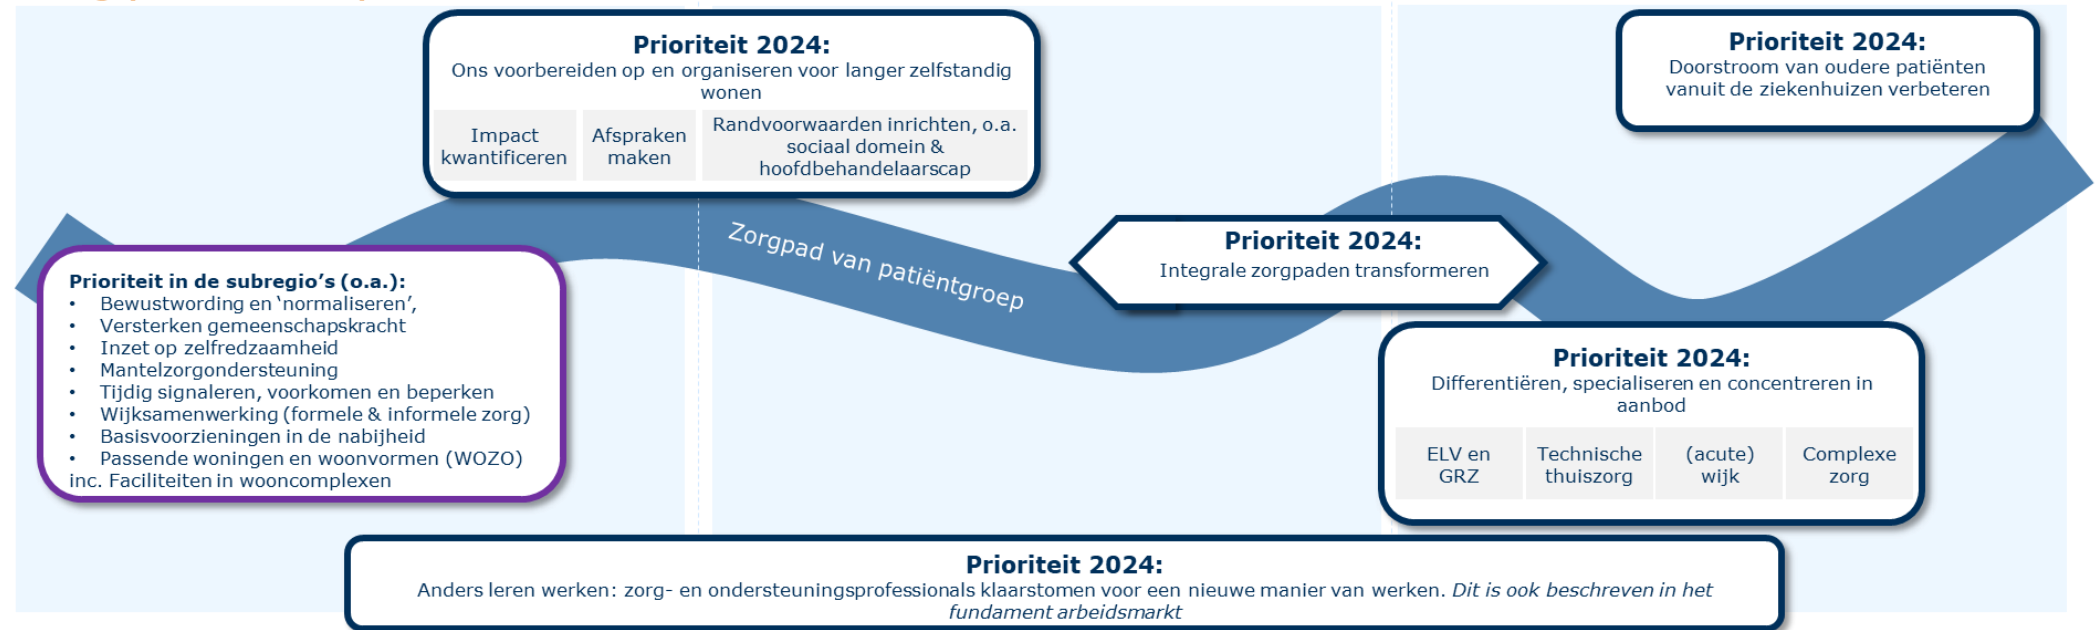 Prioriteit 2024:
Ons voorbereiden op en organiseren voor langer zelfstandig
wonen
Impact
kwantificeren
Afspraken
maken
Randvoorwaarden inrichten, o.a.
sociaal domein &
hoofdbehandelaarscap
Prioriteit 2024:
Doorstroom van oudere patiënten
vanuit de ziekenhuizen verbeteren
Zorgpad van patiëntgroep
Prioriteit 2024:
Integrale zorgpaden transformeren
Prioriteit in de subregio’s (o.a.):
• Bewustwording en ‘normaliseren’,
• Versterken gemeenschapskracht
• Inzet op zelfredzaamheid
• Mantelzorgondersteuning
• Tijdig signaleren, voorkomen en beperken
• Wijksamenwerking (formele & informele zorg)
• Basisvoorzieningen in de nabijheid
• Passende woningen en woonvormen (WOZO)
inc. Faciliteiten in wooncomplexen
Prioriteit 2024:
Differentiëren, specialiseren en concentreren in
aanbod
ELV en
GRZ
Technische
thuiszorg
(acute)
wijk
Complexe
zorg
Prioriteit 2024:
Anders leren werken: zorg- en ondersteuningsprofessionals klaarstomen voor een nieuwe manier van werken. Dit is ook beschreven in het
fundament arbeidsmarkt